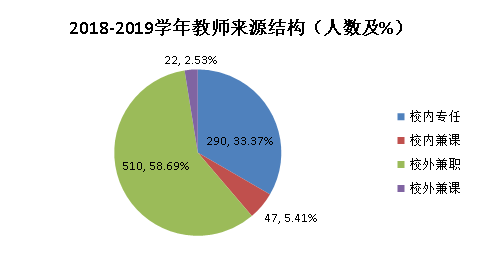 2018-2019学年教师来源结构（人数及%）
22, 2.53%
290, 33.37%
510, 58.69%
47, 5.41%
校内专任
校内兼课
校外兼职
校外兼课